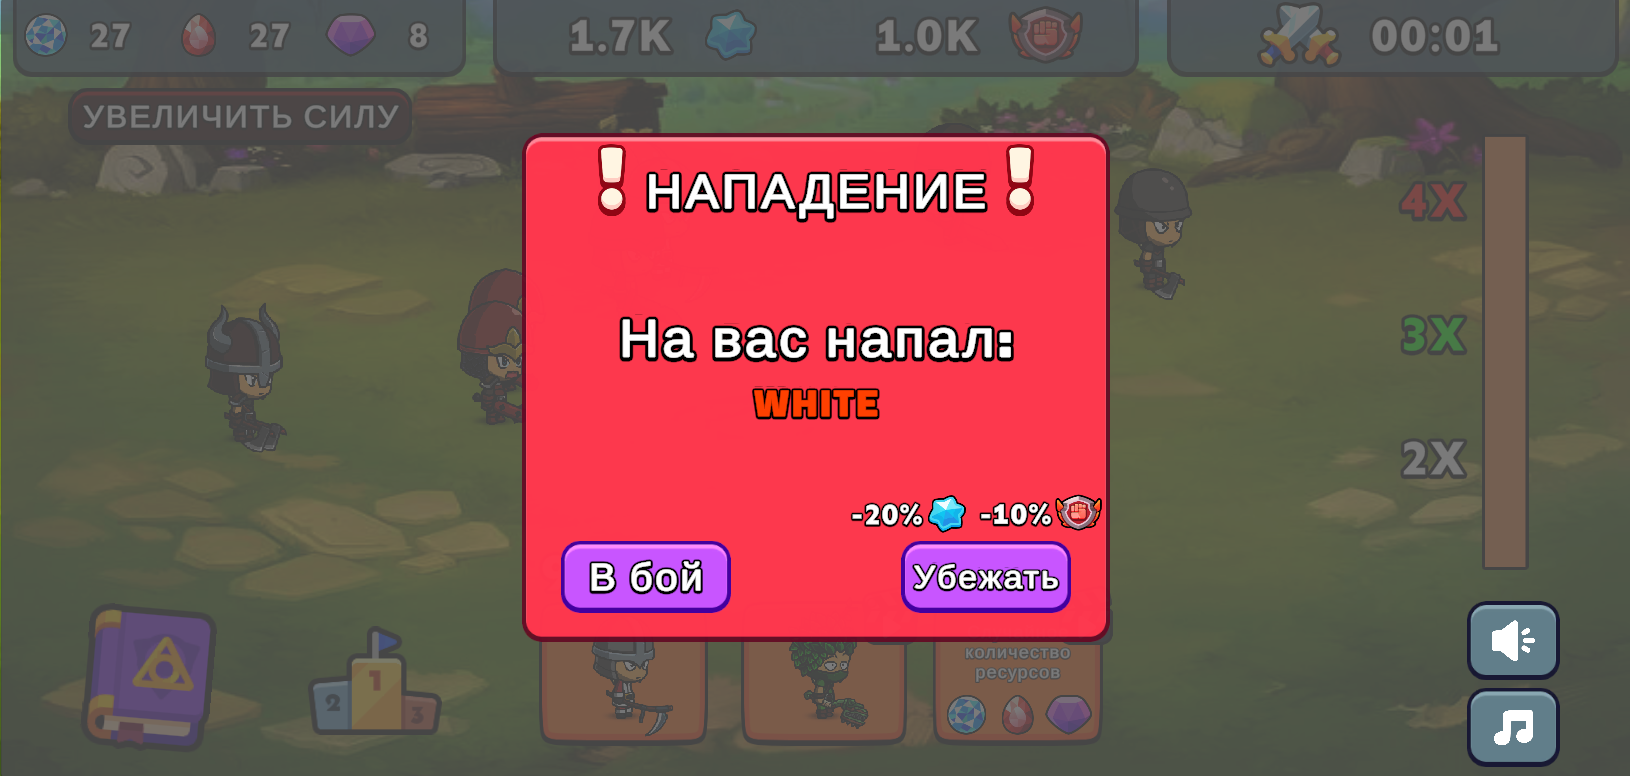 27 27 8 1.7K 1.0K 00:01
УВЕЛИЧИТЬ СИЛУ
! НАПАДЕНИЕ !
4X
На вас напал:
3X
WHITE
2X
-20% -10%
В бой Убежать
количество
ресурсов
1
2 3